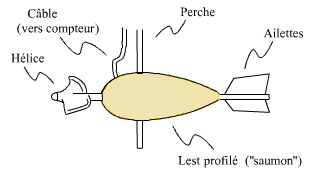 Câble
(vers compteur)
Perche
Ailettes
Hélice
Lest profilé ("saumon")